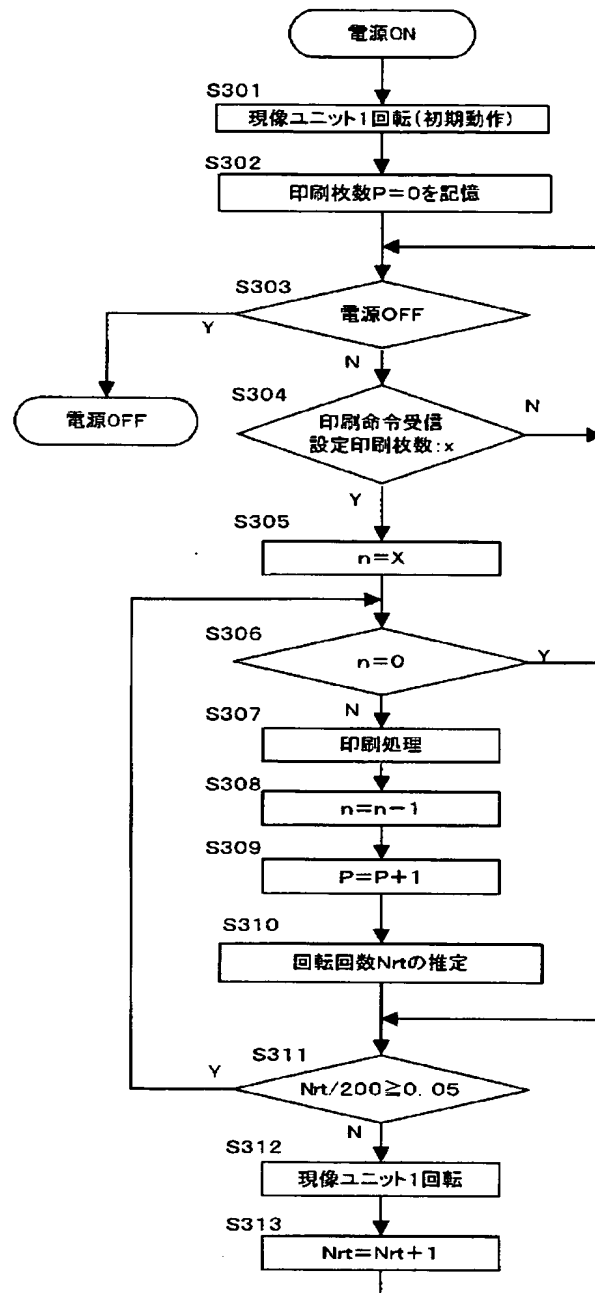 電源ON
S301
現像ユニット1回転(初期動作)
S302
印刷枚数P=0を記憶
S303
電源OFF
Y
N
電源OFF
S304
印刷命令受信
設定印刷枚数:x
N
Y
S305
n=X
S306
n=0
Y
N
S307
印刷処理
S308
n=n-1
S309
P=P+1
S310
回転回数Nrtの推定
S311
Nrt/200≧0.05
Y
N
S312
現像ユニット1回転
S313
Nrt=Nrt+1